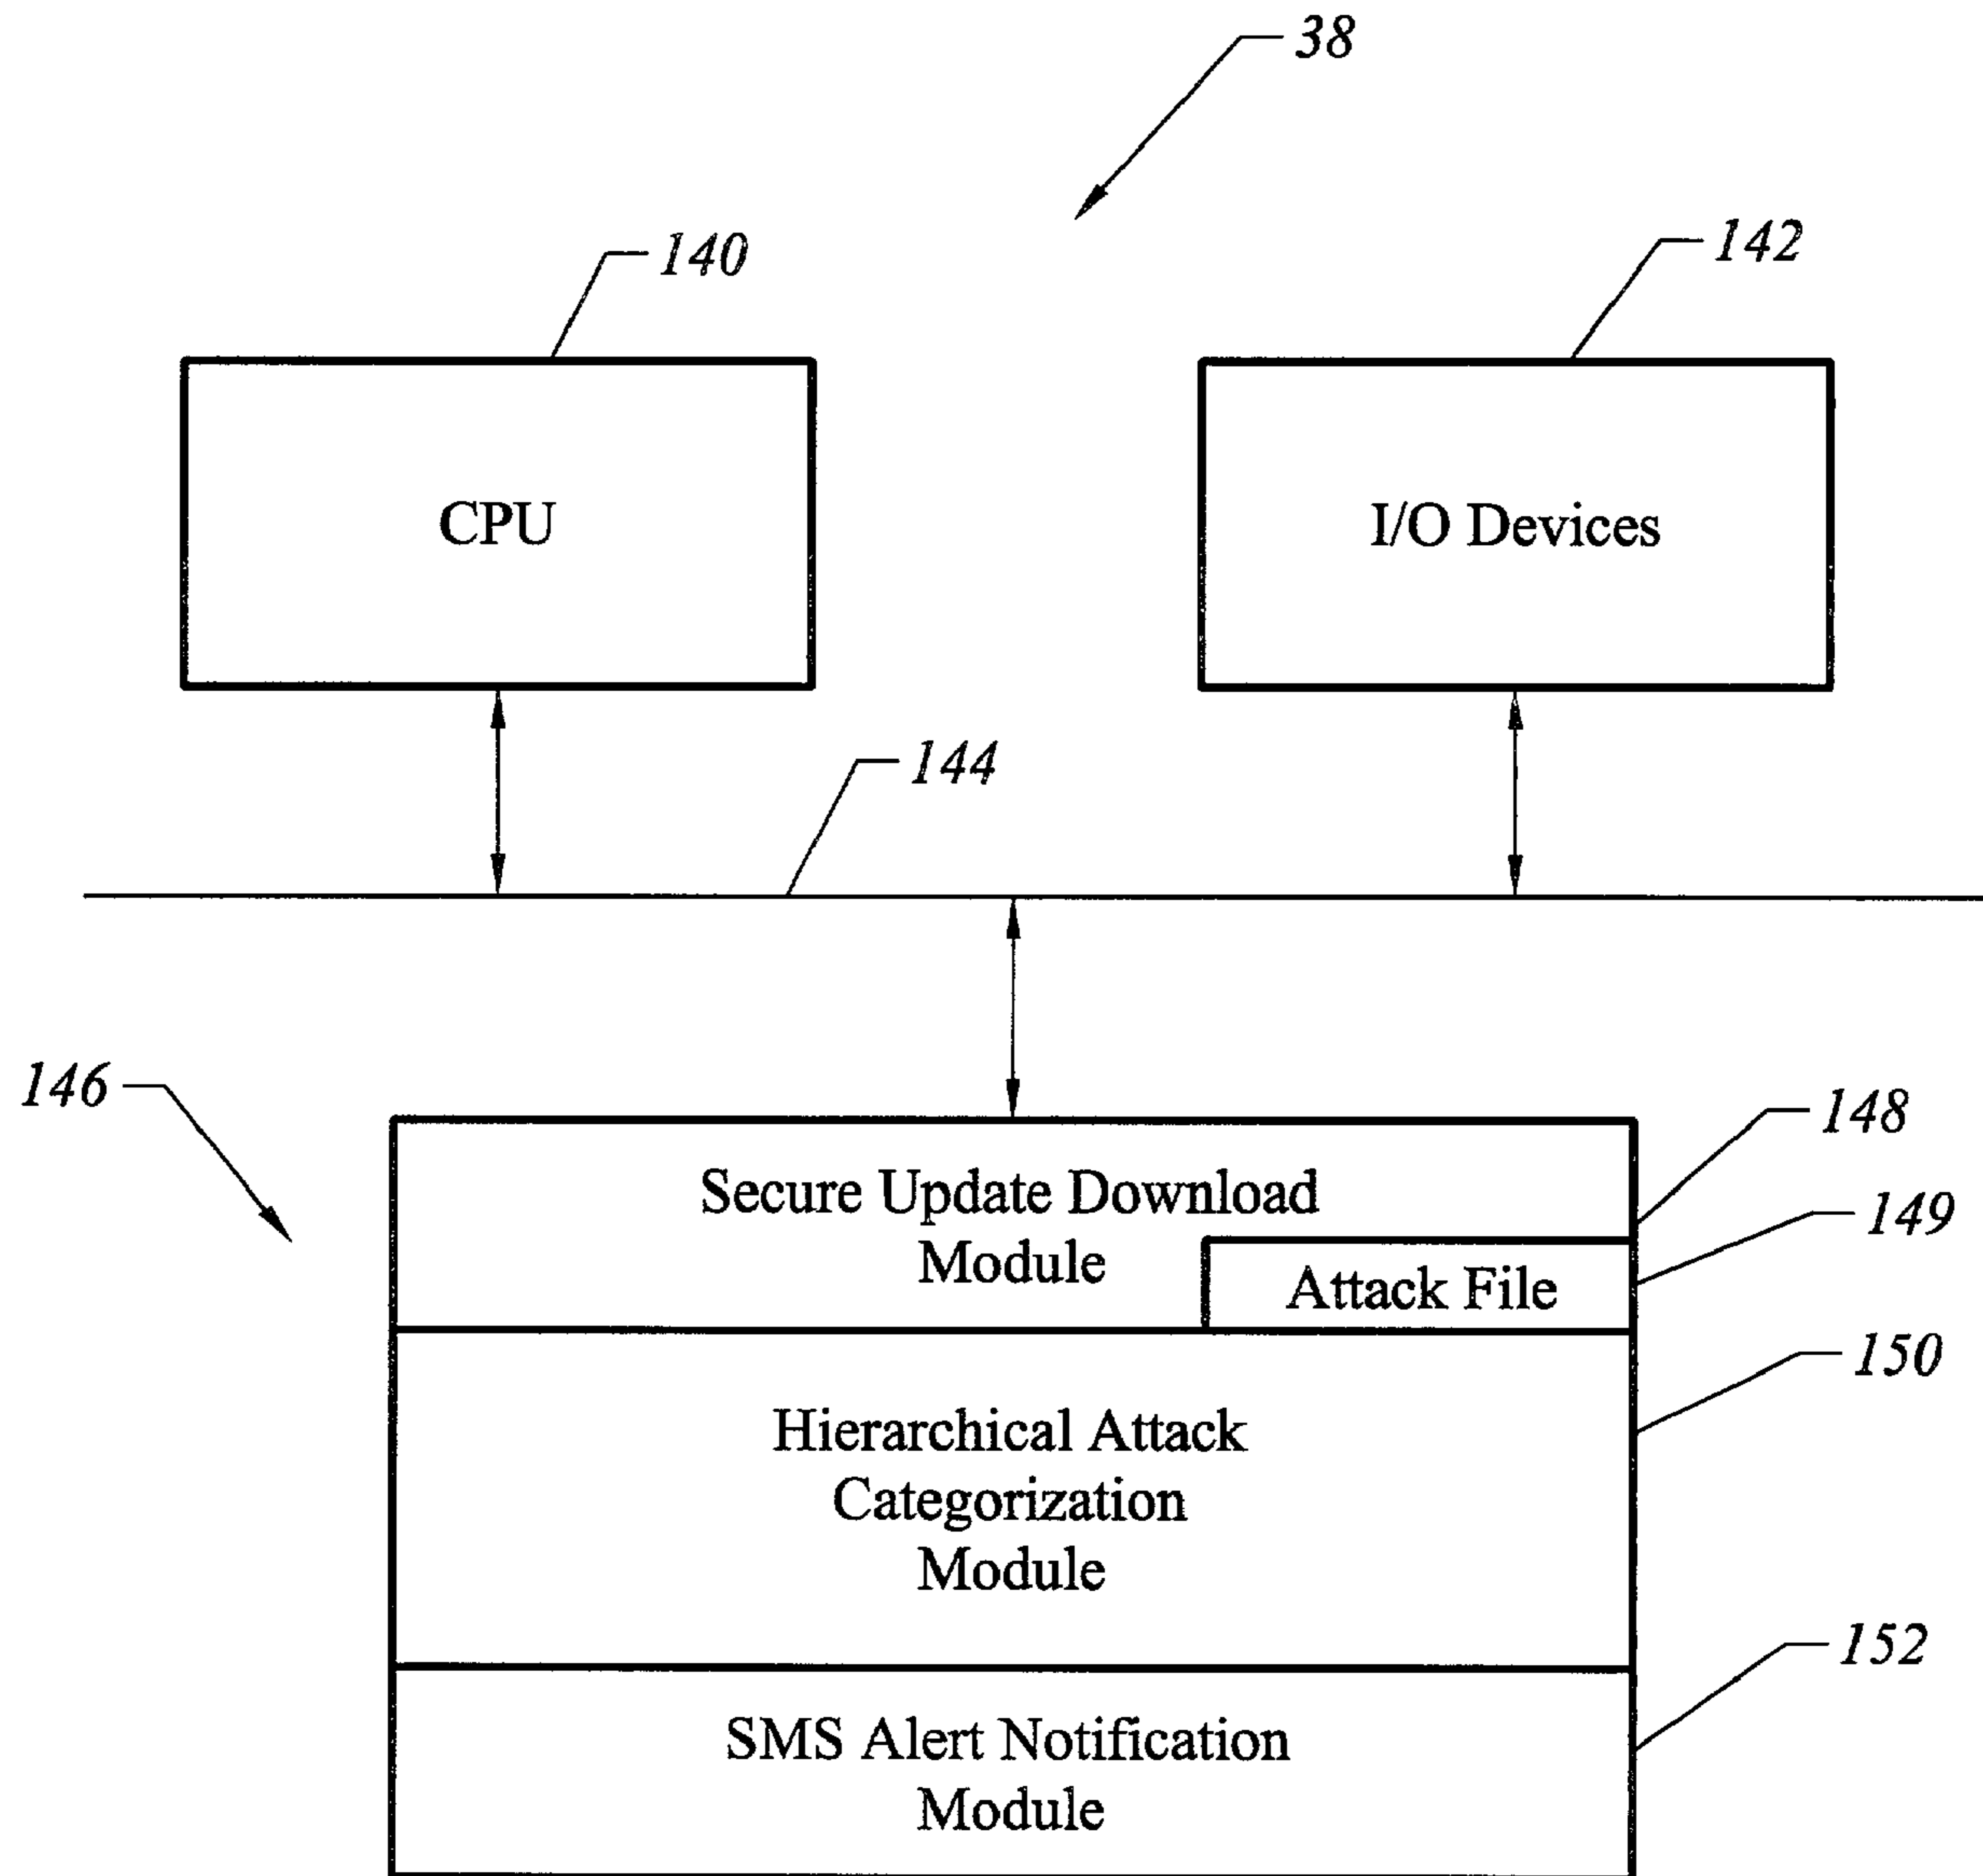 38
140
142
CPU
I/O Devices
144
146
148
Secure Update Download
Module
149
Attack File
150
Hierarchical Attack
Categorization
Module
152
SMS Alert Notification
Module